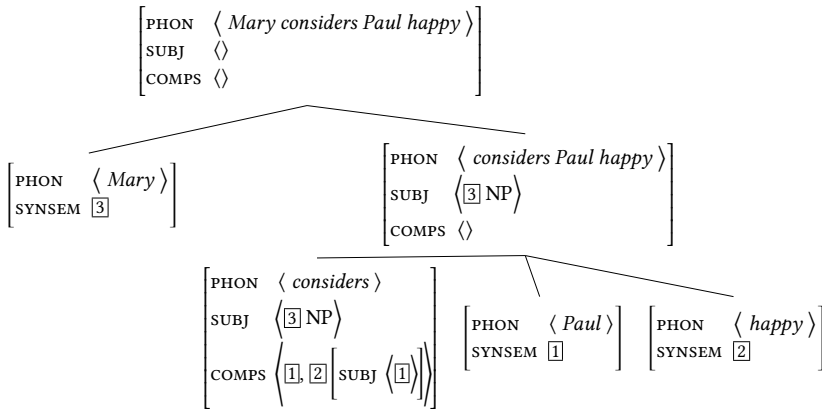 PHON ⟨ Mary considers Paul happy ⟩
SUBJ ⟨⟩
COMPS ⟨⟩
PHON ⟨ Mary ⟩
SYNSEM 3
PHON ⟨ considers Paul happy ⟩
SUBJ ⟨ 3 NP ⟩
COMPS ⟨⟩
PHON ⟨ considers ⟩
SUBJ ⟨ 3 NP ⟩
COMPS ⟨ 1, 2 [ SUBJ ⟨ 1 ⟩ ] ⟩
PHON ⟨ Paul ⟩
SYNSEM 1
PHON ⟨ happy ⟩
SYNSEM 2